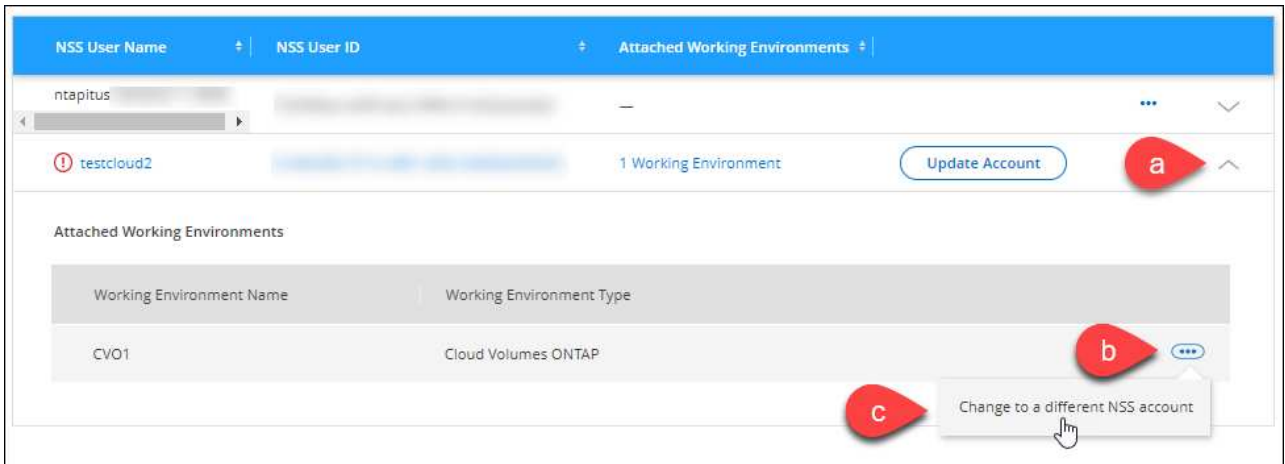 NSS User Name NSS User ID Attached Working Environments
ntapitus —
testcloud2 1 Working Environment Update Account a
Attached Working Environments
Working Environment Name Working Environment Type
CVO1 Cloud Volumes ONTAP b
c Change to a different NSS account